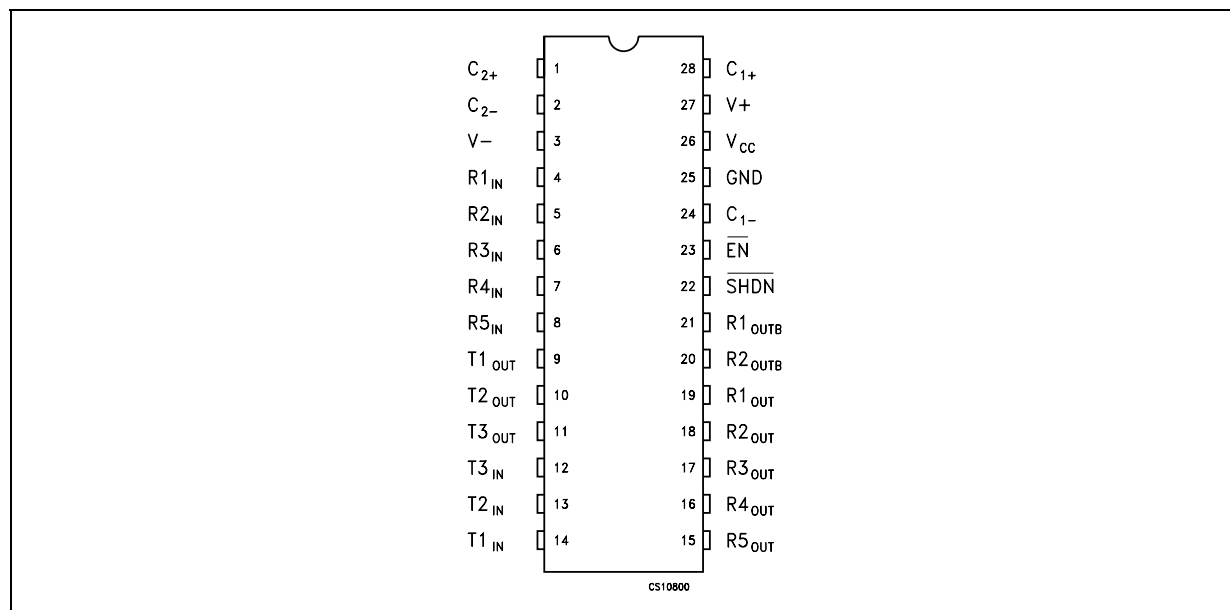 C2+ 1 28 C1+
C2− 2 27 V+
V− 3 26 VCC
R1IN 4 25 GND
R2IN 5 24 C1−
R3IN 6 23 E̅N̅
R4IN 7 22 S̅H̅D̅N̅
R5IN 8 21 R1OUTB
T1OUT 9 20 R2OUTB
T2OUT 10 19 R1OUT
T3OUT 11 18 R2OUT
T3IN 12 17 R3OUT
T2IN 13 16 R4OUT
T1IN 14 15 R5OUT
CS10800